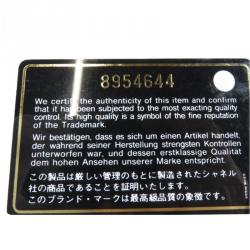 8954644
We certify the authenticity of this item and confirm
that it has been subjected to the most exacting quality
control. Its high quality is a symbol of the fine reputation
of the Trademark.
Wir bestätigen, dass es sich um einen Artikel handelt
der während seiner Herstellung strengsten Kontrollen
unterworfen war, und dessen erstklassige Qualität
dem hohen Ansehen unserer Marke entspricht.
この製品は厳しい管理のもとに製造されたシャネル
社の商品であることを証明いたします。
このブランド・マークは最高級品質の象徴です。